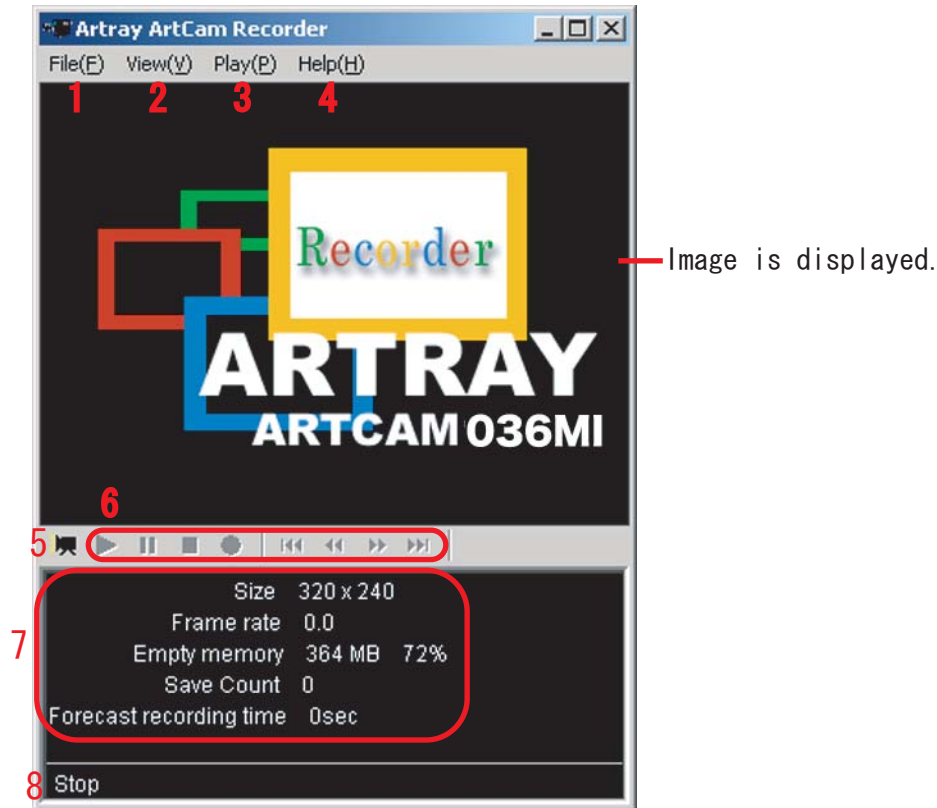 Artray ArtCam Recorder
File(F) View(V) Play(P) Help(H)
1 2 3 4
Recorder
Image is displayed.
ARTRAY
ARTCAM 036MI
6
5
Size 320 x 240
Frame rate 0.0
7
Empty memory 364 MB 72%
Save Count 0
Forecast recording time 0sec
8 Stop